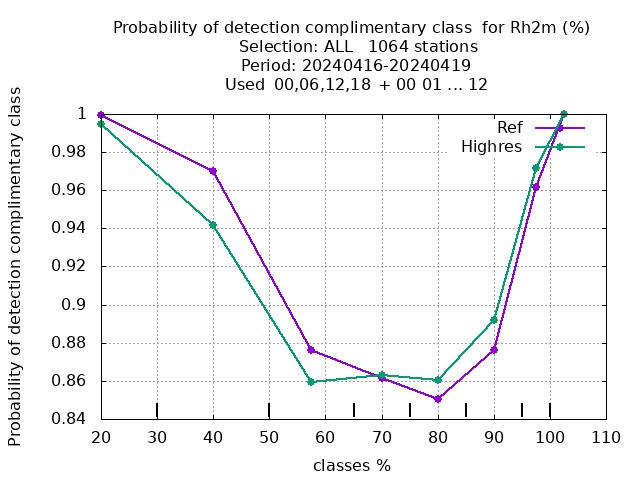 Probability of detection complimentary class  for Rh2m (%)
Selection: ALL   1064 stations
Period: 20240416-20240419
Used  00,06,12,18 + 00 01 ... 12
Probability of detection complimentary class
1
0.98
0.96
0.94
0.92
0.9
0.88
0.86
0.84
Ref
Highres
20 30 40 50 60 70 80 90 100 110
classes %